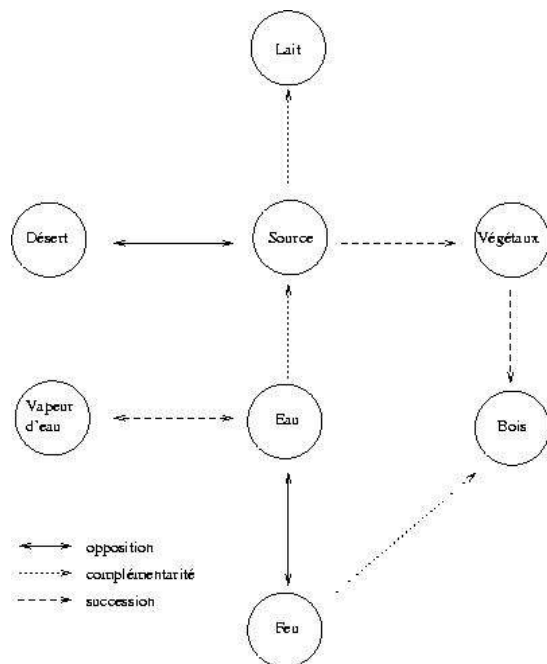 Lait
Désert
Source
Végétaux
Vapeur
d'eau
Eau
Bois
opposition
complémentarité
succession
Feu